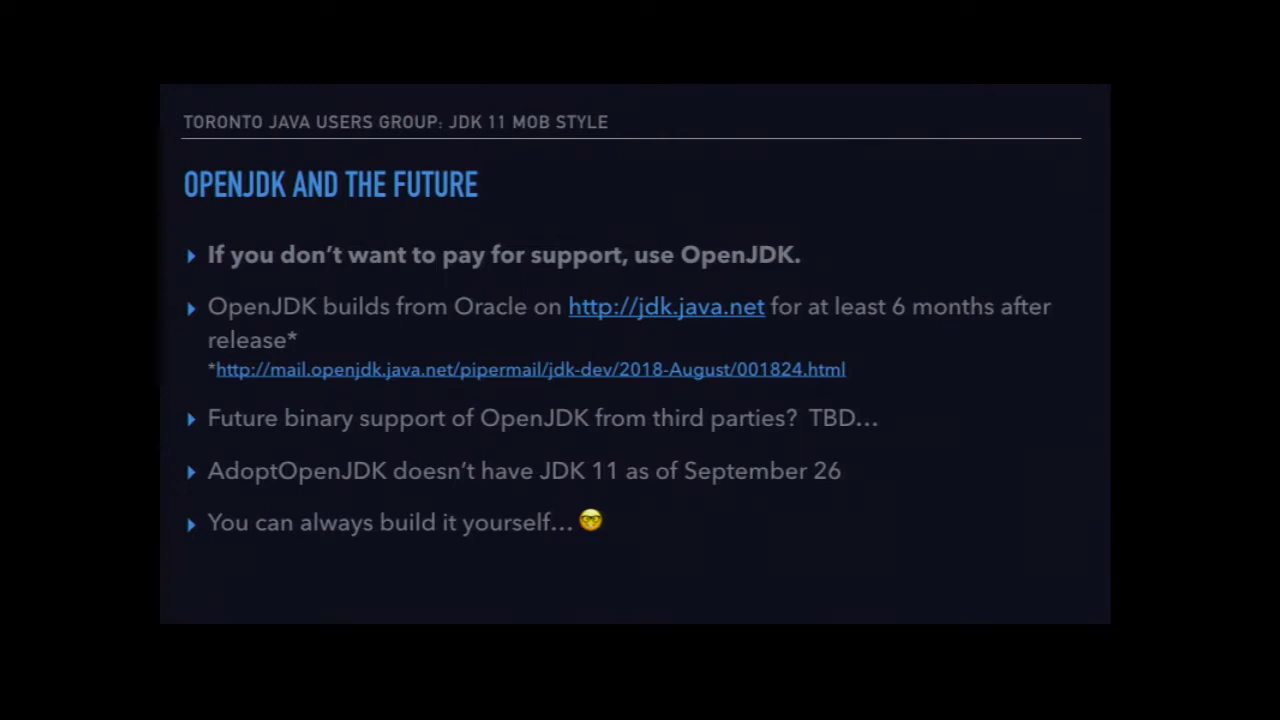 TORONTO JAVA USERS GROUP: JDK 11 MOB STYLE
OPENJDK AND THE FUTURE
If you don’t want to pay for support, use OpenJDK.
OpenJDK builds from Oracle on http://jdk.java.net for at least 6 months after
release*
*http://mail.openjdk.java.net/pipermail/jdk-dev/2018-August/001824.html
Future binary support of OpenJDK from third parties?  TBD…
AdoptOpenJDK doesn’t have JDK 11 as of September 26
You can always build it yourself… 🤓